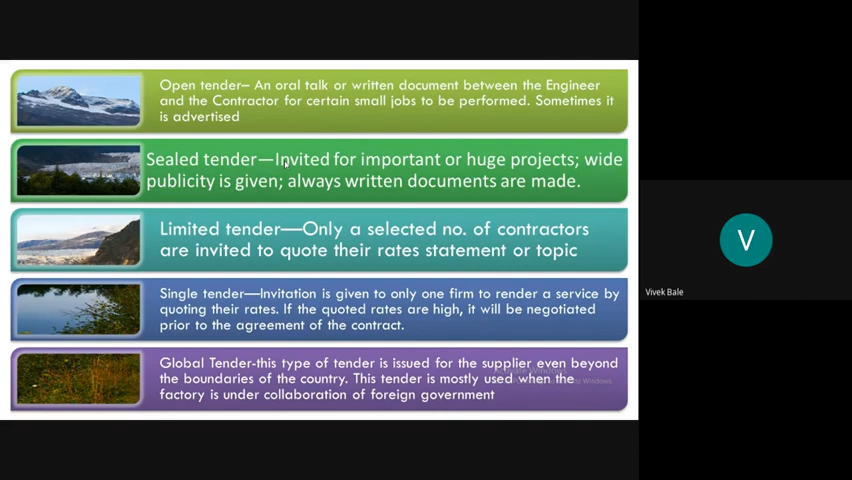 Open tender– An oral talk or written document between the Engineer
and the Contractor for certain small jobs to be performed. Sometimes it
is advertised
Sealed tender—Invited for important or huge projects; wide
publicity is given; always written documents are made.
Limited tender—Only a selected no. of contractors
are invited to quote their rates statement or topic
Single tender—Invitation is given to only one firm to render a service by
quoting their rates. If the quoted rates are high, it will be negotiated
prior to the agreement of the contract.
Global Tender-this type of tender is issued for the supplier even beyond
the boundaries of the country. This tender is mostly used when the
factory is under collaboration of foreign government
Windows
V
Vivek Bale